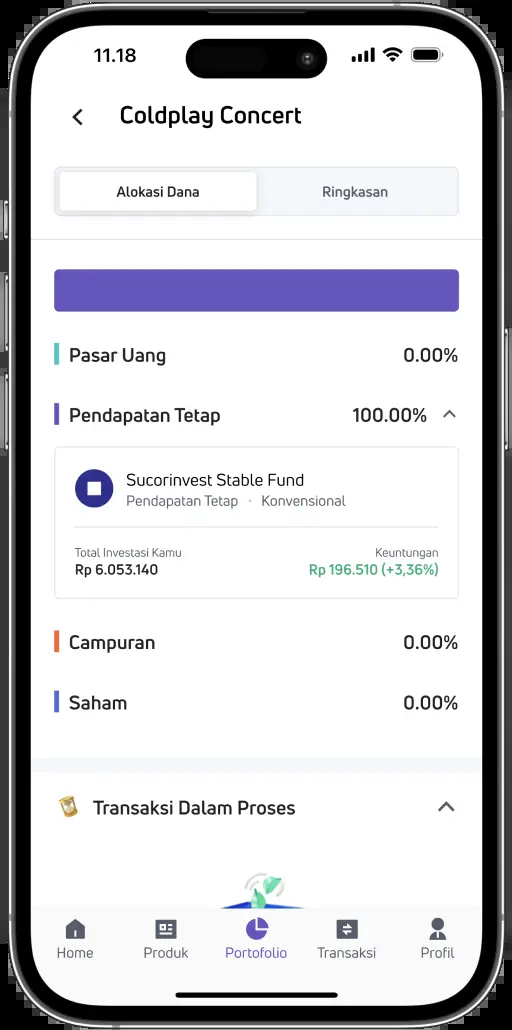 11.18
Coldplay Concert
Alokasi Dana Ringkasan
Pasar Uang 0.00%
Pendapatan Tetap 100.00%
Sucorinvest Stable Fund
Pendapatan Tetap • Konvensional
Total Investasi Kamu Keuntungan
Rp 6.053.140 Rp 196.510 (+3,36%)
Campuran 0.00%
Saham 0.00%
Transaksi Dalam Proses
Home Produk Portofolio Transaksi Profil